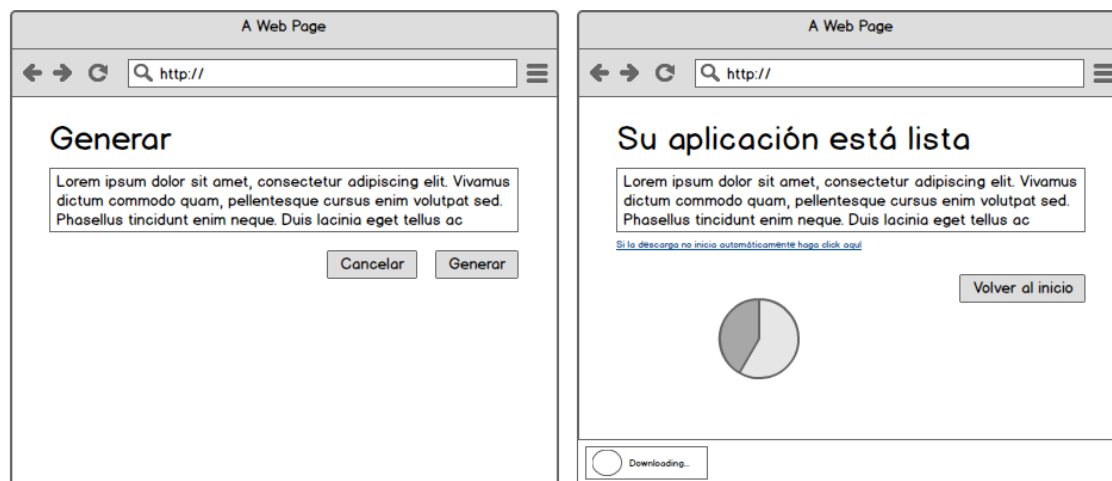 A Web Page
http://
Generar
Lorem ipsum dolor sit amet, consectetur adipiscing elit. Vivamus
dictum commodo quam, pellentesque cursus enim volutpat sed.
Phasellus tincidunt enim neque. Duis lacinia eget tellus ac
Cancelar
Generar
A Web Page
http://
Su aplicación está lista
Lorem ipsum dolor sit amet, consectetur adipiscing elit. Vivamus
dictum commodo quam, pellentesque cursus enim volutpat sed.
Phasellus tincidunt enim neque. Duis lacinia eget tellus ac
Si la descarga no inicia automáticamente haga click aquí
Volver al inicio
Downloading..